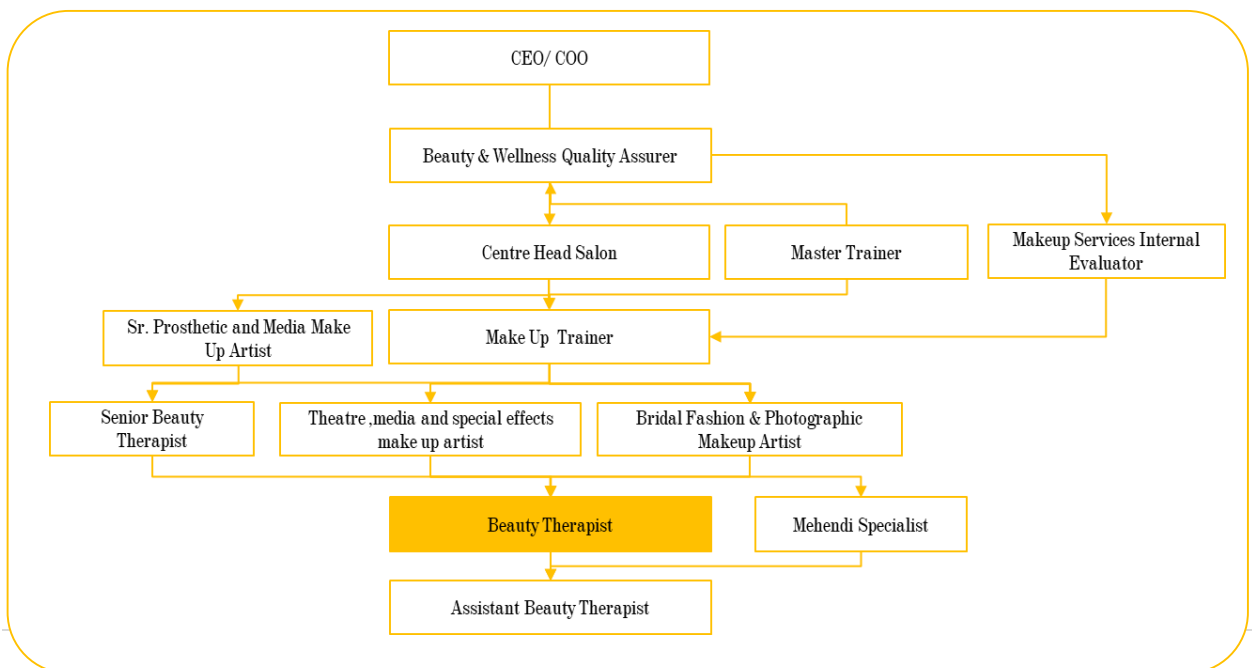 CEO/ COO
Beauty & Wellness Quality Assurer
Centre Head Salon
Master Trainer
Makeup Services Internal
Evaluator
Sr. Prosthetic and Media Make
Up Artist
Make Up Trainer
Senior Beauty
Therapist
Theatre ,media and special effects
make up artist
Bridal Fashion & Photographic
Makeup Artist
Beauty Therapist
Mehendi Specialist
Assistant Beauty Therapist